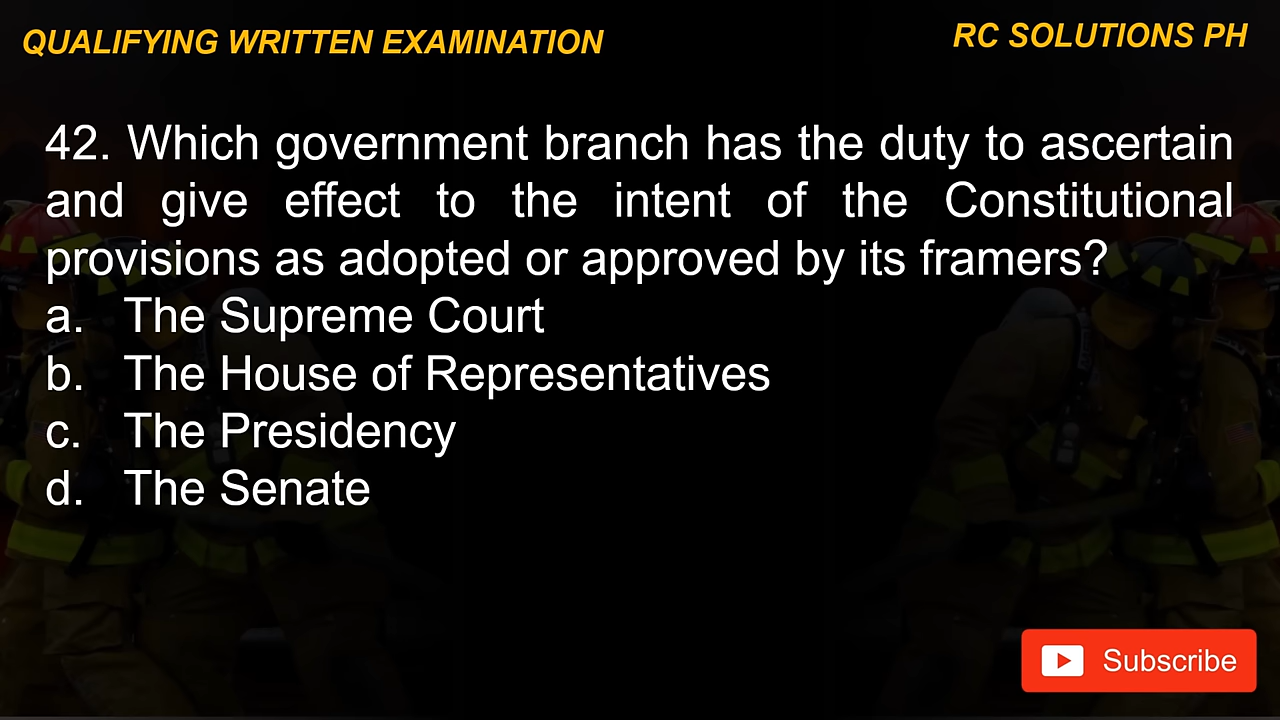 QUALIFYING WRITTEN EXAMINATION
RC SOLUTIONS PH
42. Which government branch has the duty to ascertain
and give effect to the intent of the Constitutional
provisions as adopted or approved by its framers?
a. The Supreme Court
b. The House of Representatives
c. The Presidency
d. The Senate
Subscribe